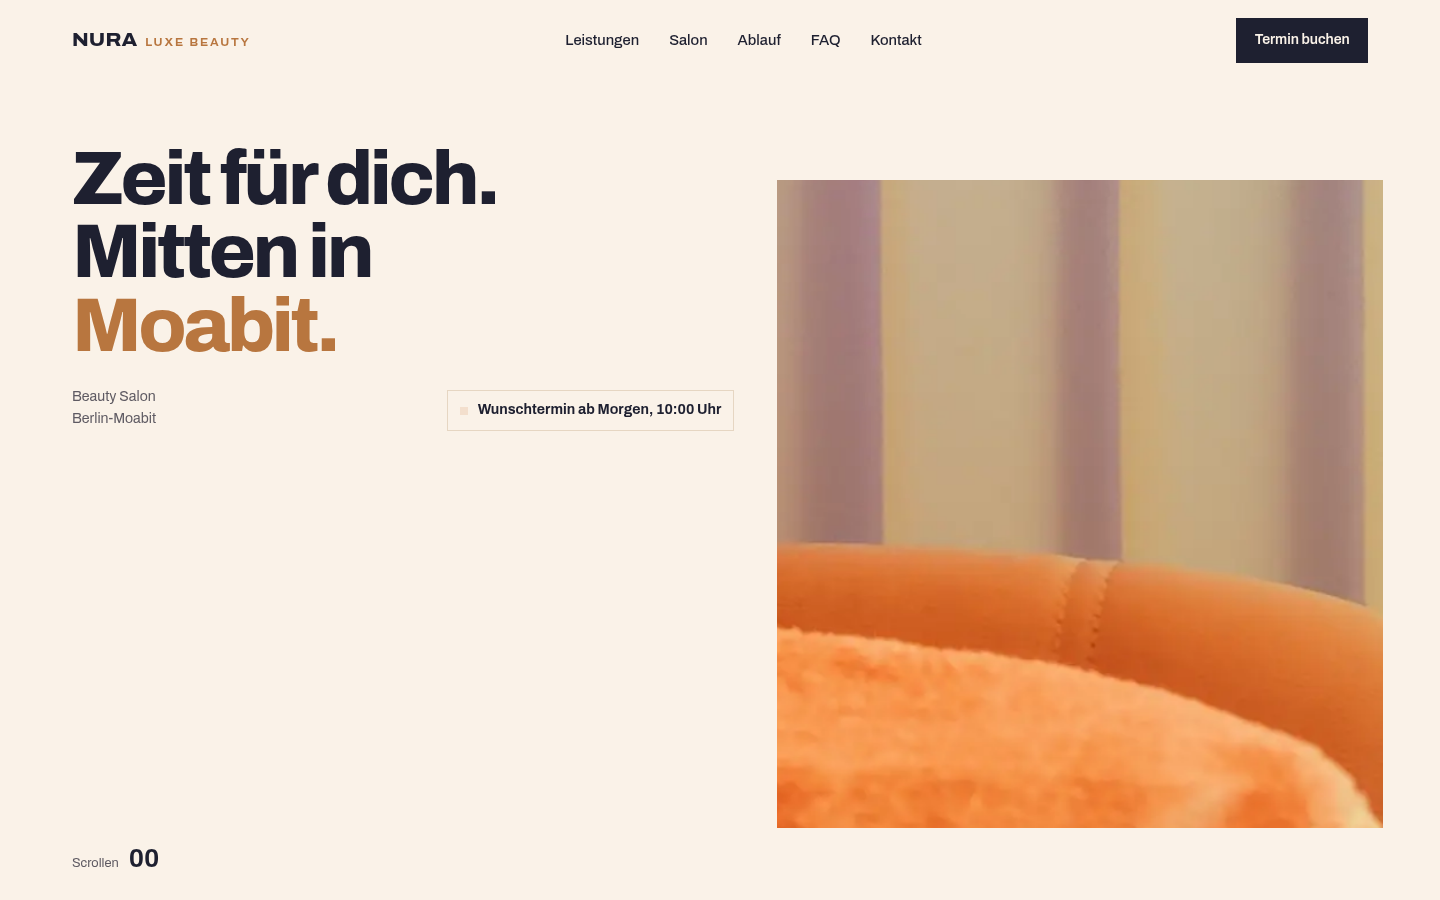 NURA LUXE BEAUTY
Leistungen Salon Ablauf FAQ Kontakt
Termin buchen
Zeit für dich.
Mitten in
Moabit.
Beauty Salon
Berlin-Moabit
Wunschtermin ab Morgen, 10:00 Uhr
Scrollen 00